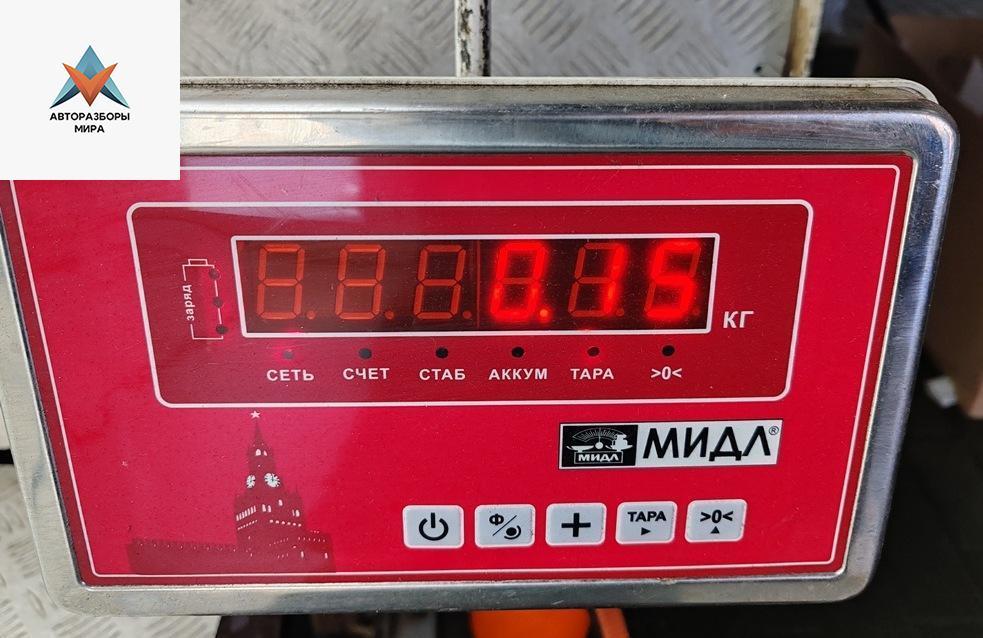 АВТОРАЗБОРЫ
МИРА
заряд
0.15
КГ
СЕТЬ СЧЕТ СТАБ АККУМ ТАРА >0<
МИДЛ МИДЛ®
Ф/ + ТАРА >0<